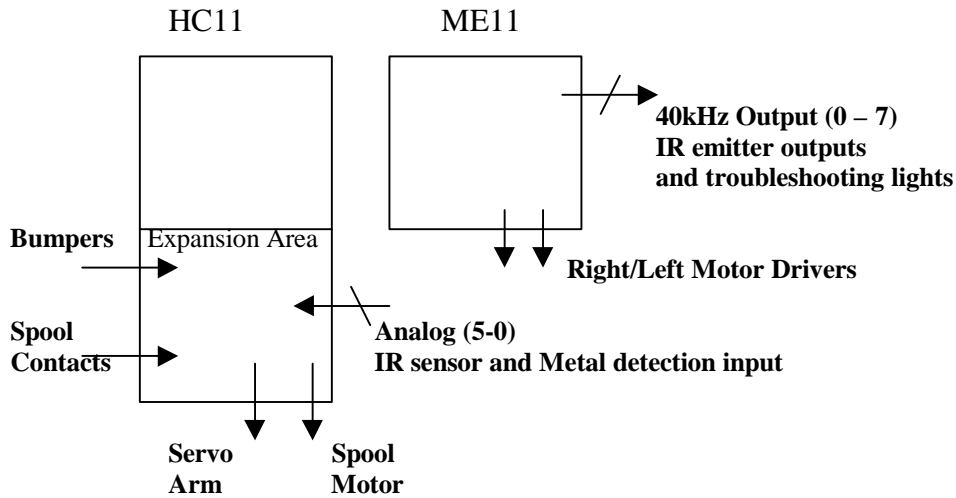 HC11
ME11
40kHz Output (0 – 7)
IR emitter outputs
and troubleshooting lights
Bumpers
Expansion Area
Right/Left Motor Drivers
Spool
Contacts
Analog (5-0)
IR sensor and Metal detection input
Servo
Arm
Spool
Motor